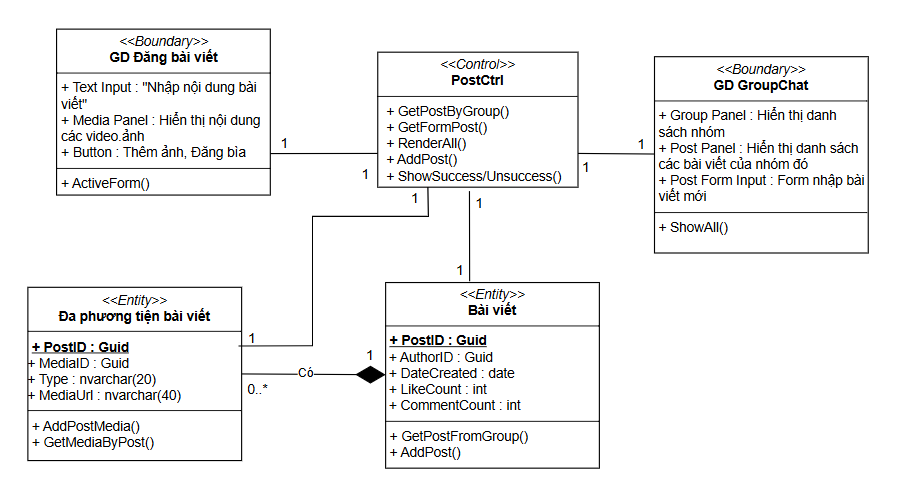 <<Boundary>>
GD Đăng bài viết
+ Text Input : "Nhập nội dung bài
viết"
+ Media Panel : Hiển thị nội dung
các video.ảnh
+ Button : Thêm ảnh, Đăng bìa
+ ActiveForm()
1
1
<<Control>>
PostCtrl
+ GetPostByGroup()
+ GetFormPost()
+ RenderAll()
+ AddPost()
+ ShowSuccess/Unsuccess()
1
1
1
1
<<Boundary>>
GD GroupChat
+ Group Panel : Hiển thị danh
sách nhóm
+ Post Panel : Hiển thị danh sách
các bài viết của nhóm đó
+ Post Form Input : Form nhập bài
viết mới
+ ShowAll()
<<Entity>>
Đa phương tiện bài viết
+ PostID : Guid
+ MediaID : Guid
+ Type : nvarchar(20)
+ MediaUrl : nvarchar(40)
+ AddPostMedia()
+ GetMediaByPost()
1
0..*
Có
1
1
<<Entity>>
Bài viết
+ PostID : Guid
+ AuthorID : Guid
+ DateCreated : date
+ LikeCount : int
+ CommentCount : int
+ GetPostFromGroup()
+ AddPost()